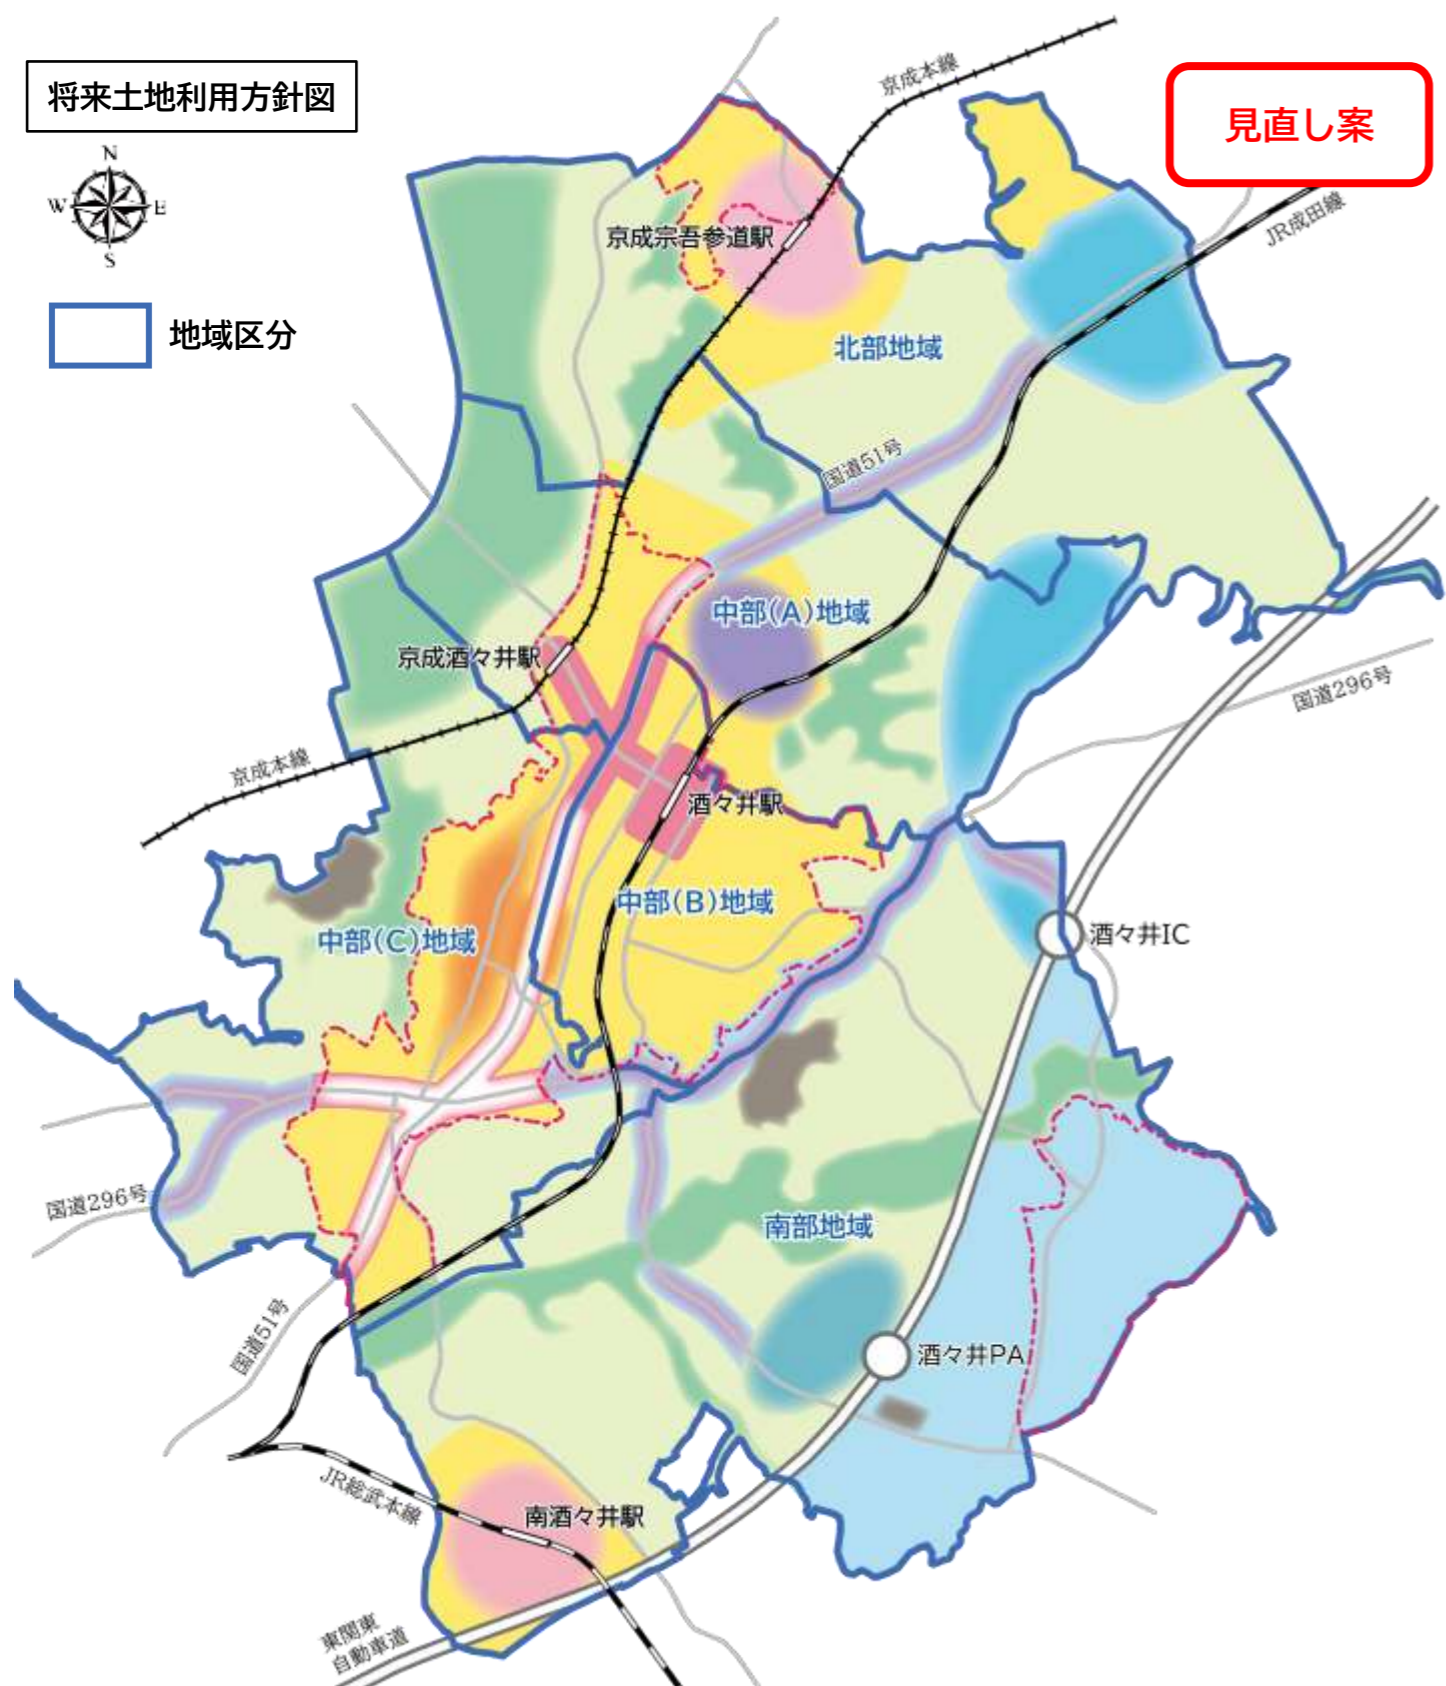 将来土地利用方針図
見直し案
N
W E
S
地域区分
京成本線
JR成田線
京成宗吾参道駅
北部地域
国道51号
中部(A)地域
京成酒々井駅
国道296号
京成本線
酒々井駅
中部(B)地域
中部(C)地域
酒々井IC
国道296号
南部地域
国道51号
酒々井PA
JR総武本線
南酒々井駅
東関東
自動車道